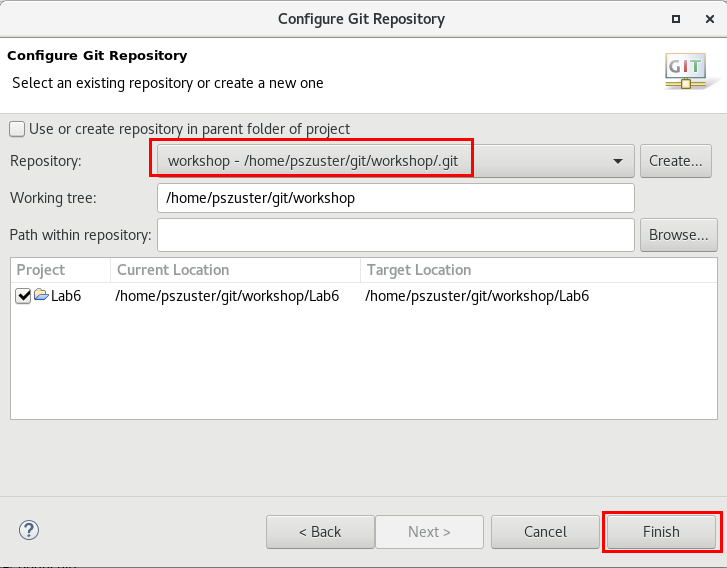 Configure Git Repository
Configure Git Repository
Select an existing repository or create a new one
GIT
Use or create repository in parent folder of project
Repository: workshop - /home/pszuster/git/workshop/.git Create...
Working tree: /home/pszuster/git/workshop
Path within repository: Browse...
Project Current Location Target Location
Lab6 /home/pszuster/git/workshop/Lab6 /home/pszuster/git/workshop/Lab6
? < Back Next > Cancel Finish